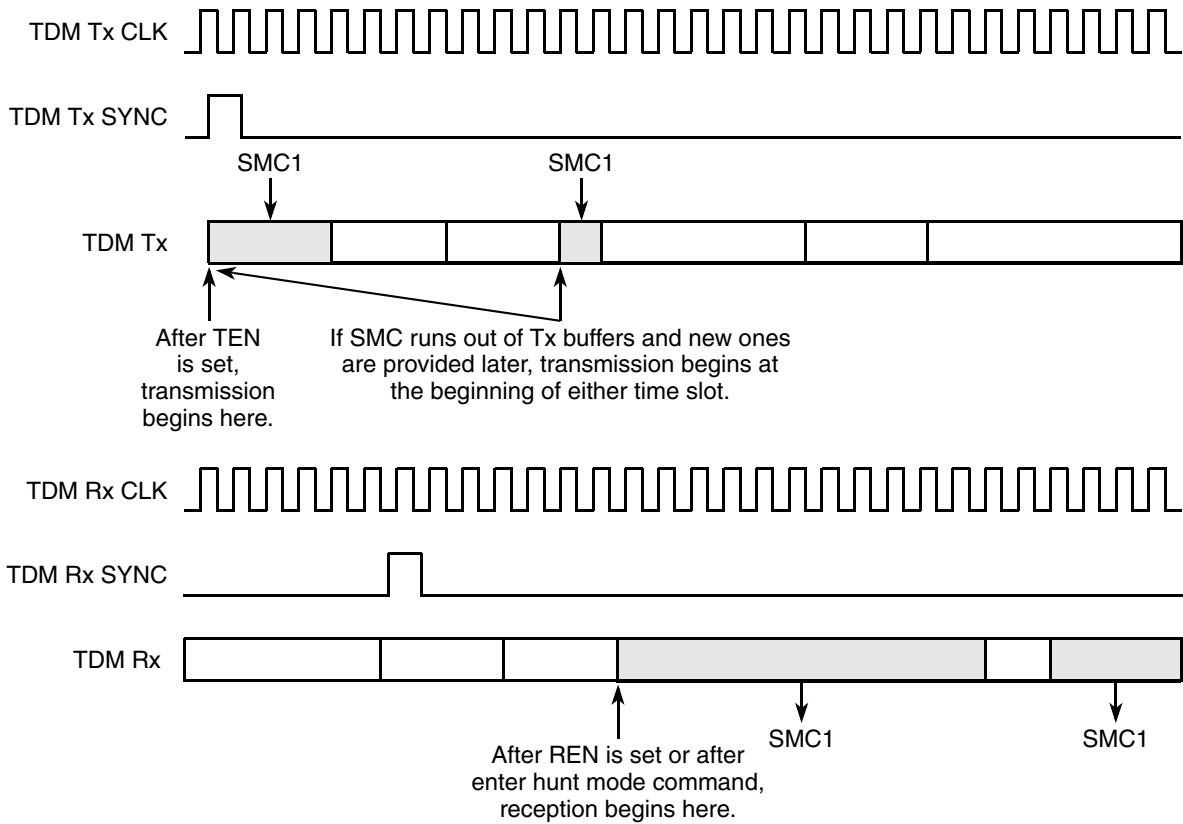 TDM Tx CLK
TDM Tx SYNC
SMC1
SMC1
TDM Tx
After TEN
is set,
transmission
begins here.
If SMC runs out of Tx buffers and new ones
are provided later, transmission begins at
the beginning of either time slot.
TDM Rx CLK
TDM Rx SYNC
TDM Rx
SMC1
SMC1
After REN is set or after
enter hunt mode command,
reception begins here.